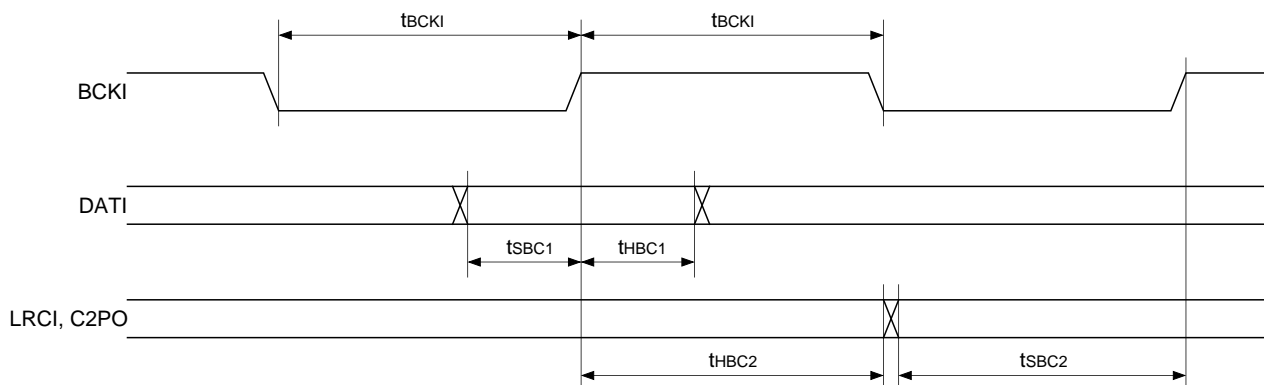 tBCKI tBCKI
BCKI
DATI
tSBC1 tHBC1
LRCI, C2PO
tHBC2 tSBC2